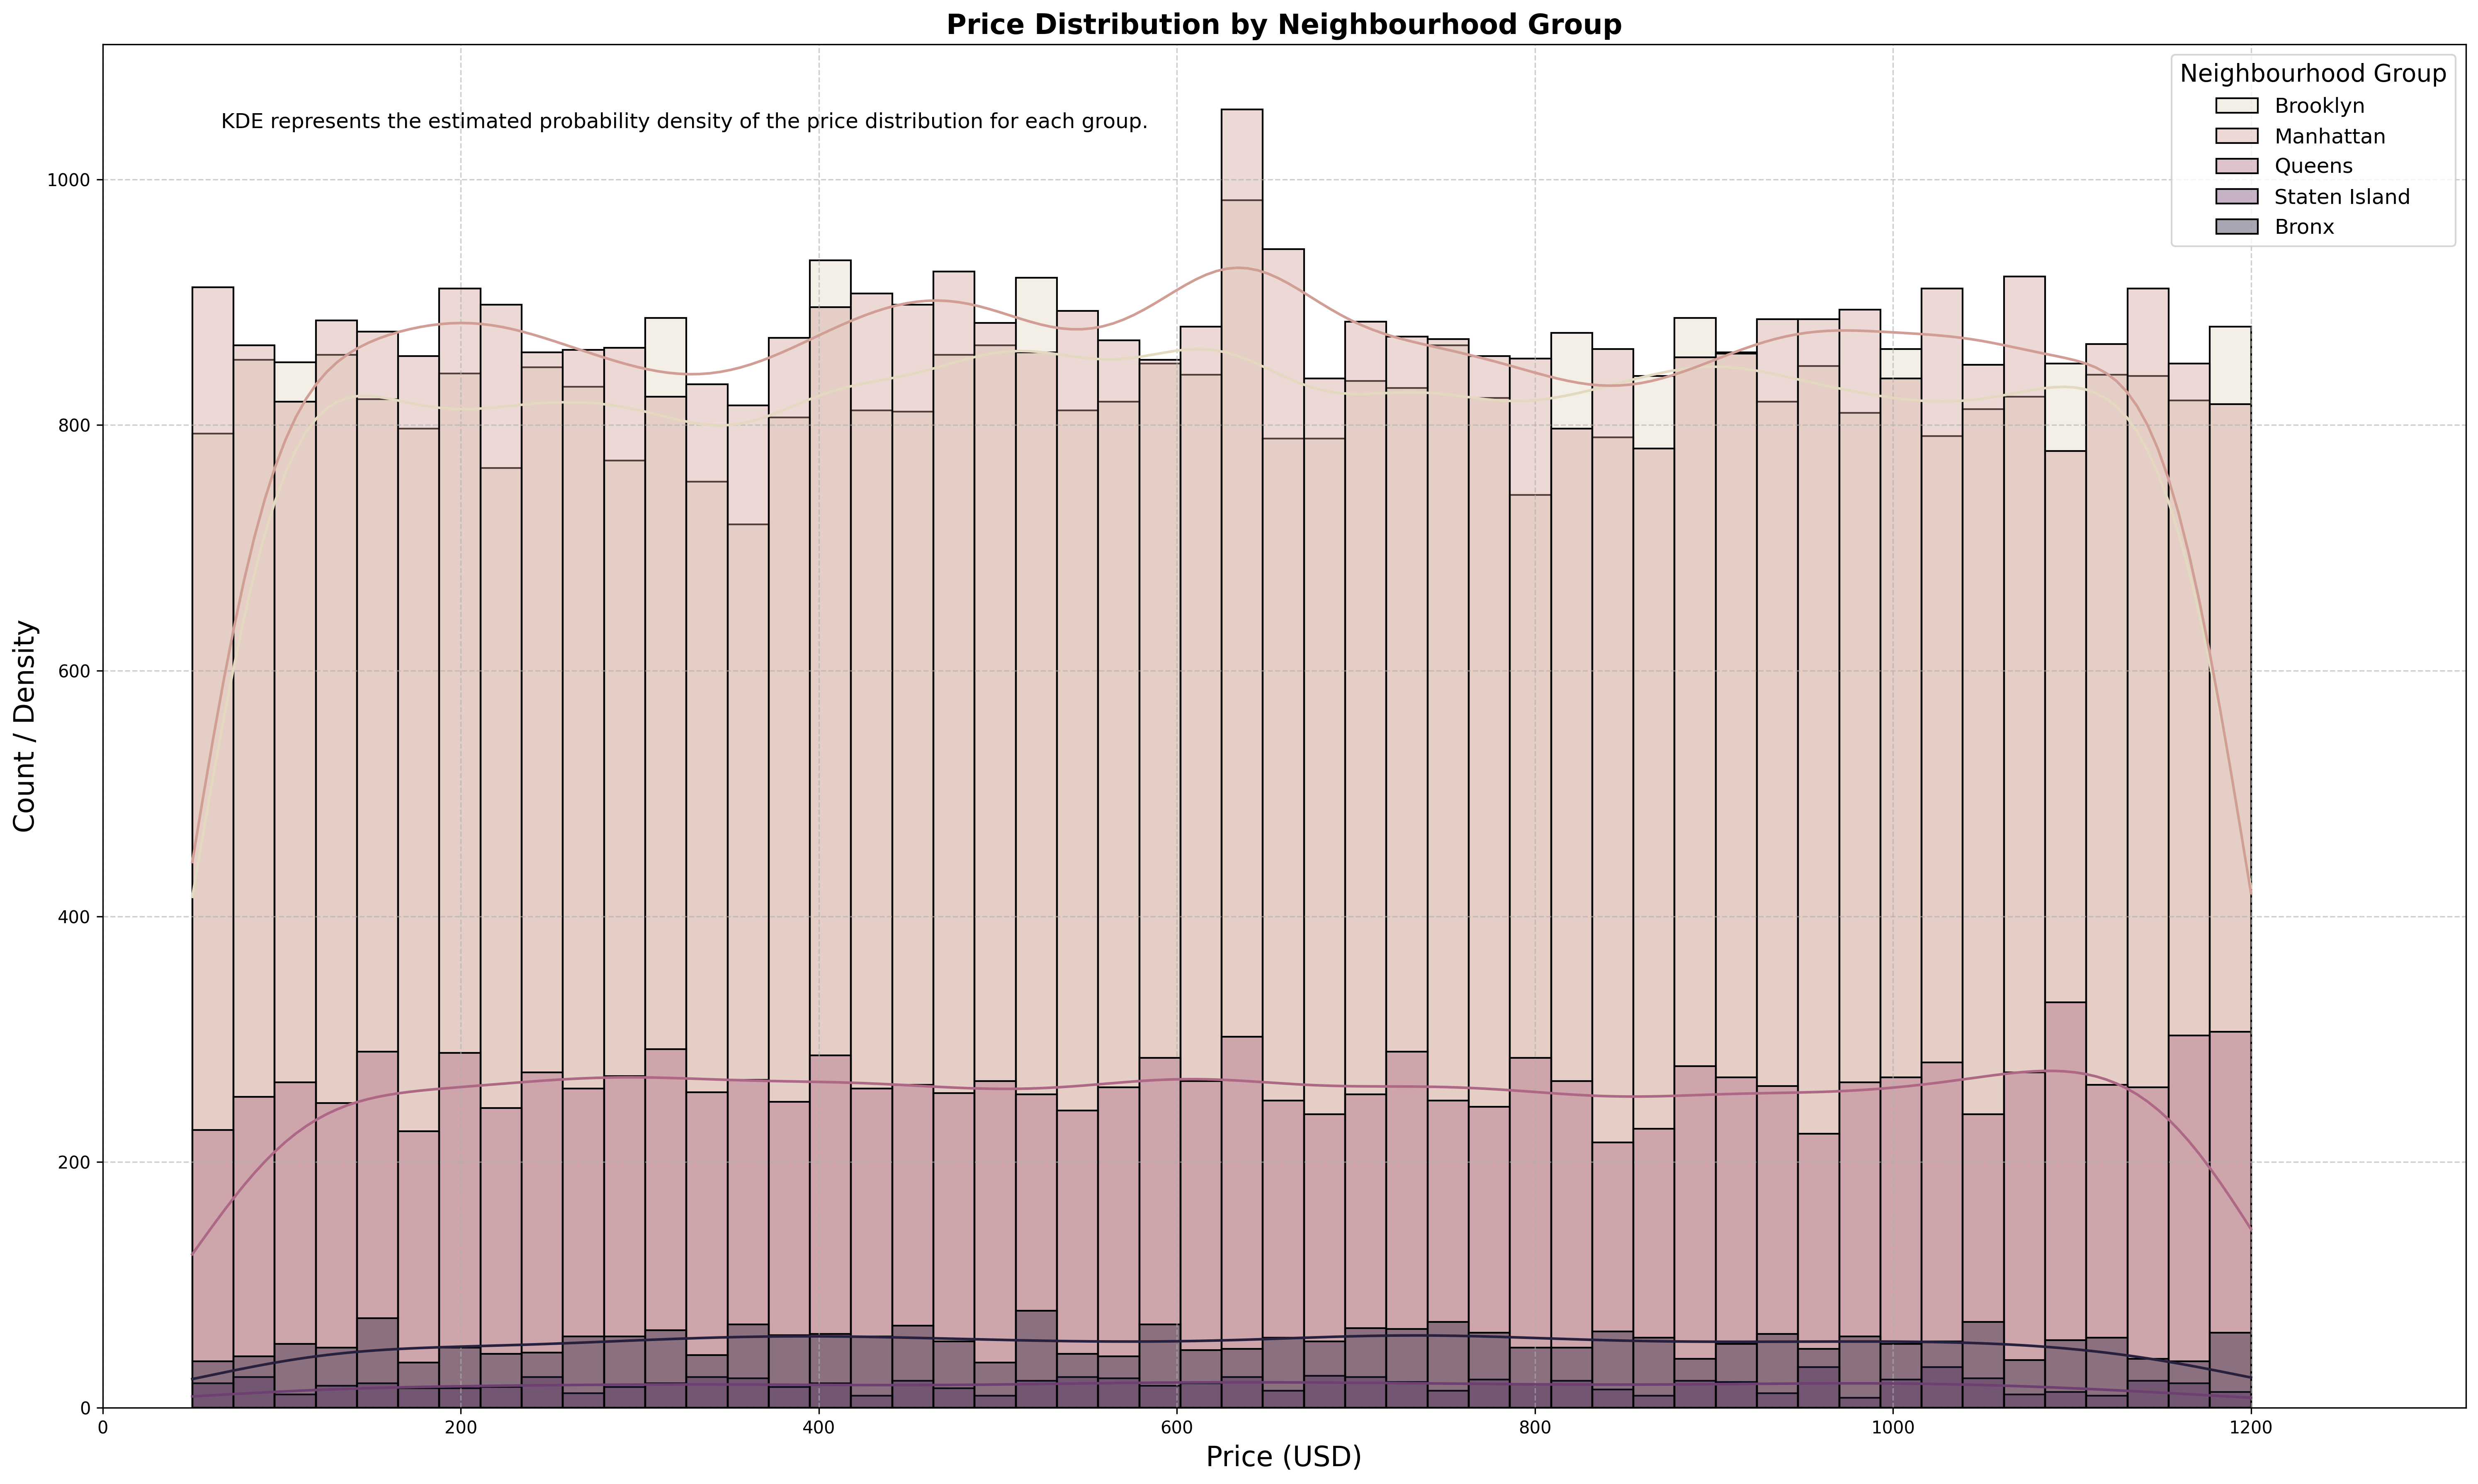 Price Distribution by Neighbourhood Group
KDE represents the estimated probability density of the price distribution for each group.
Neighbourhood Group
Brooklyn
Manhattan
Queens
Staten Island
Bronx
Count / Density
1000
800
600
400
200
0
0 200 400 600 800 1000 1200
Price (USD)